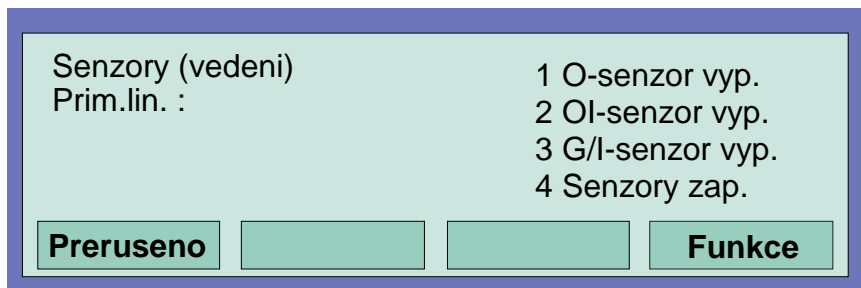 Senzory (vedeni)
Prim.lin. :
1 O-senzor vyp.
2 OI-senzor vyp.
3 G/I-senzor vyp.
4 Senzory zap.
Preruseno
Funkce